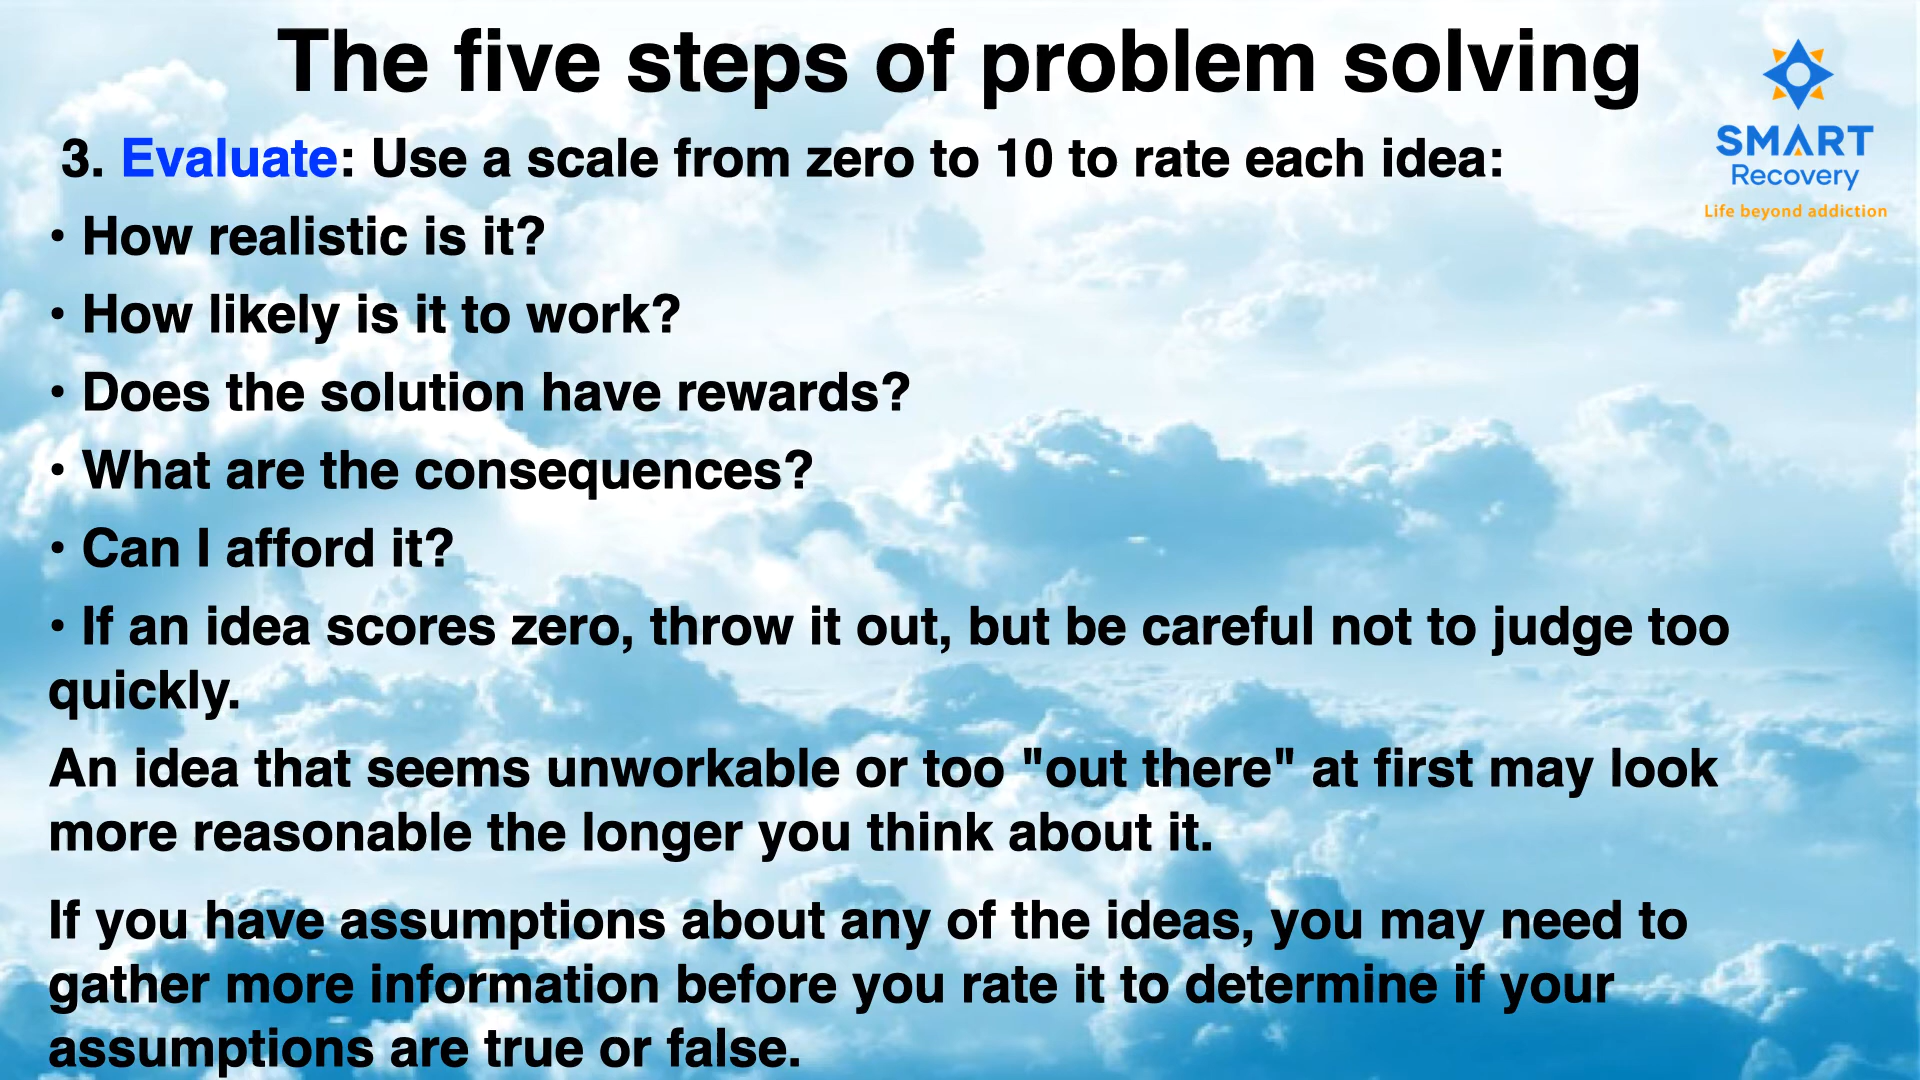 The five steps of problem solving
SMART
Recovery
Life beyond addiction
3. Evaluate: Use a scale from zero to 10 to rate each idea:
• How realistic is it?
• How likely is it to work?
• Does the solution have rewards?
• What are the consequences?
• Can I afford it?
• If an idea scores zero, throw it out, but be careful not to judge too
quickly.
An idea that seems unworkable or too "out there" at first may look
more reasonable the longer you think about it.
If you have assumptions about any of the ideas, you may need to
gather more information before you rate it to determine if your
assumptions are true or false.